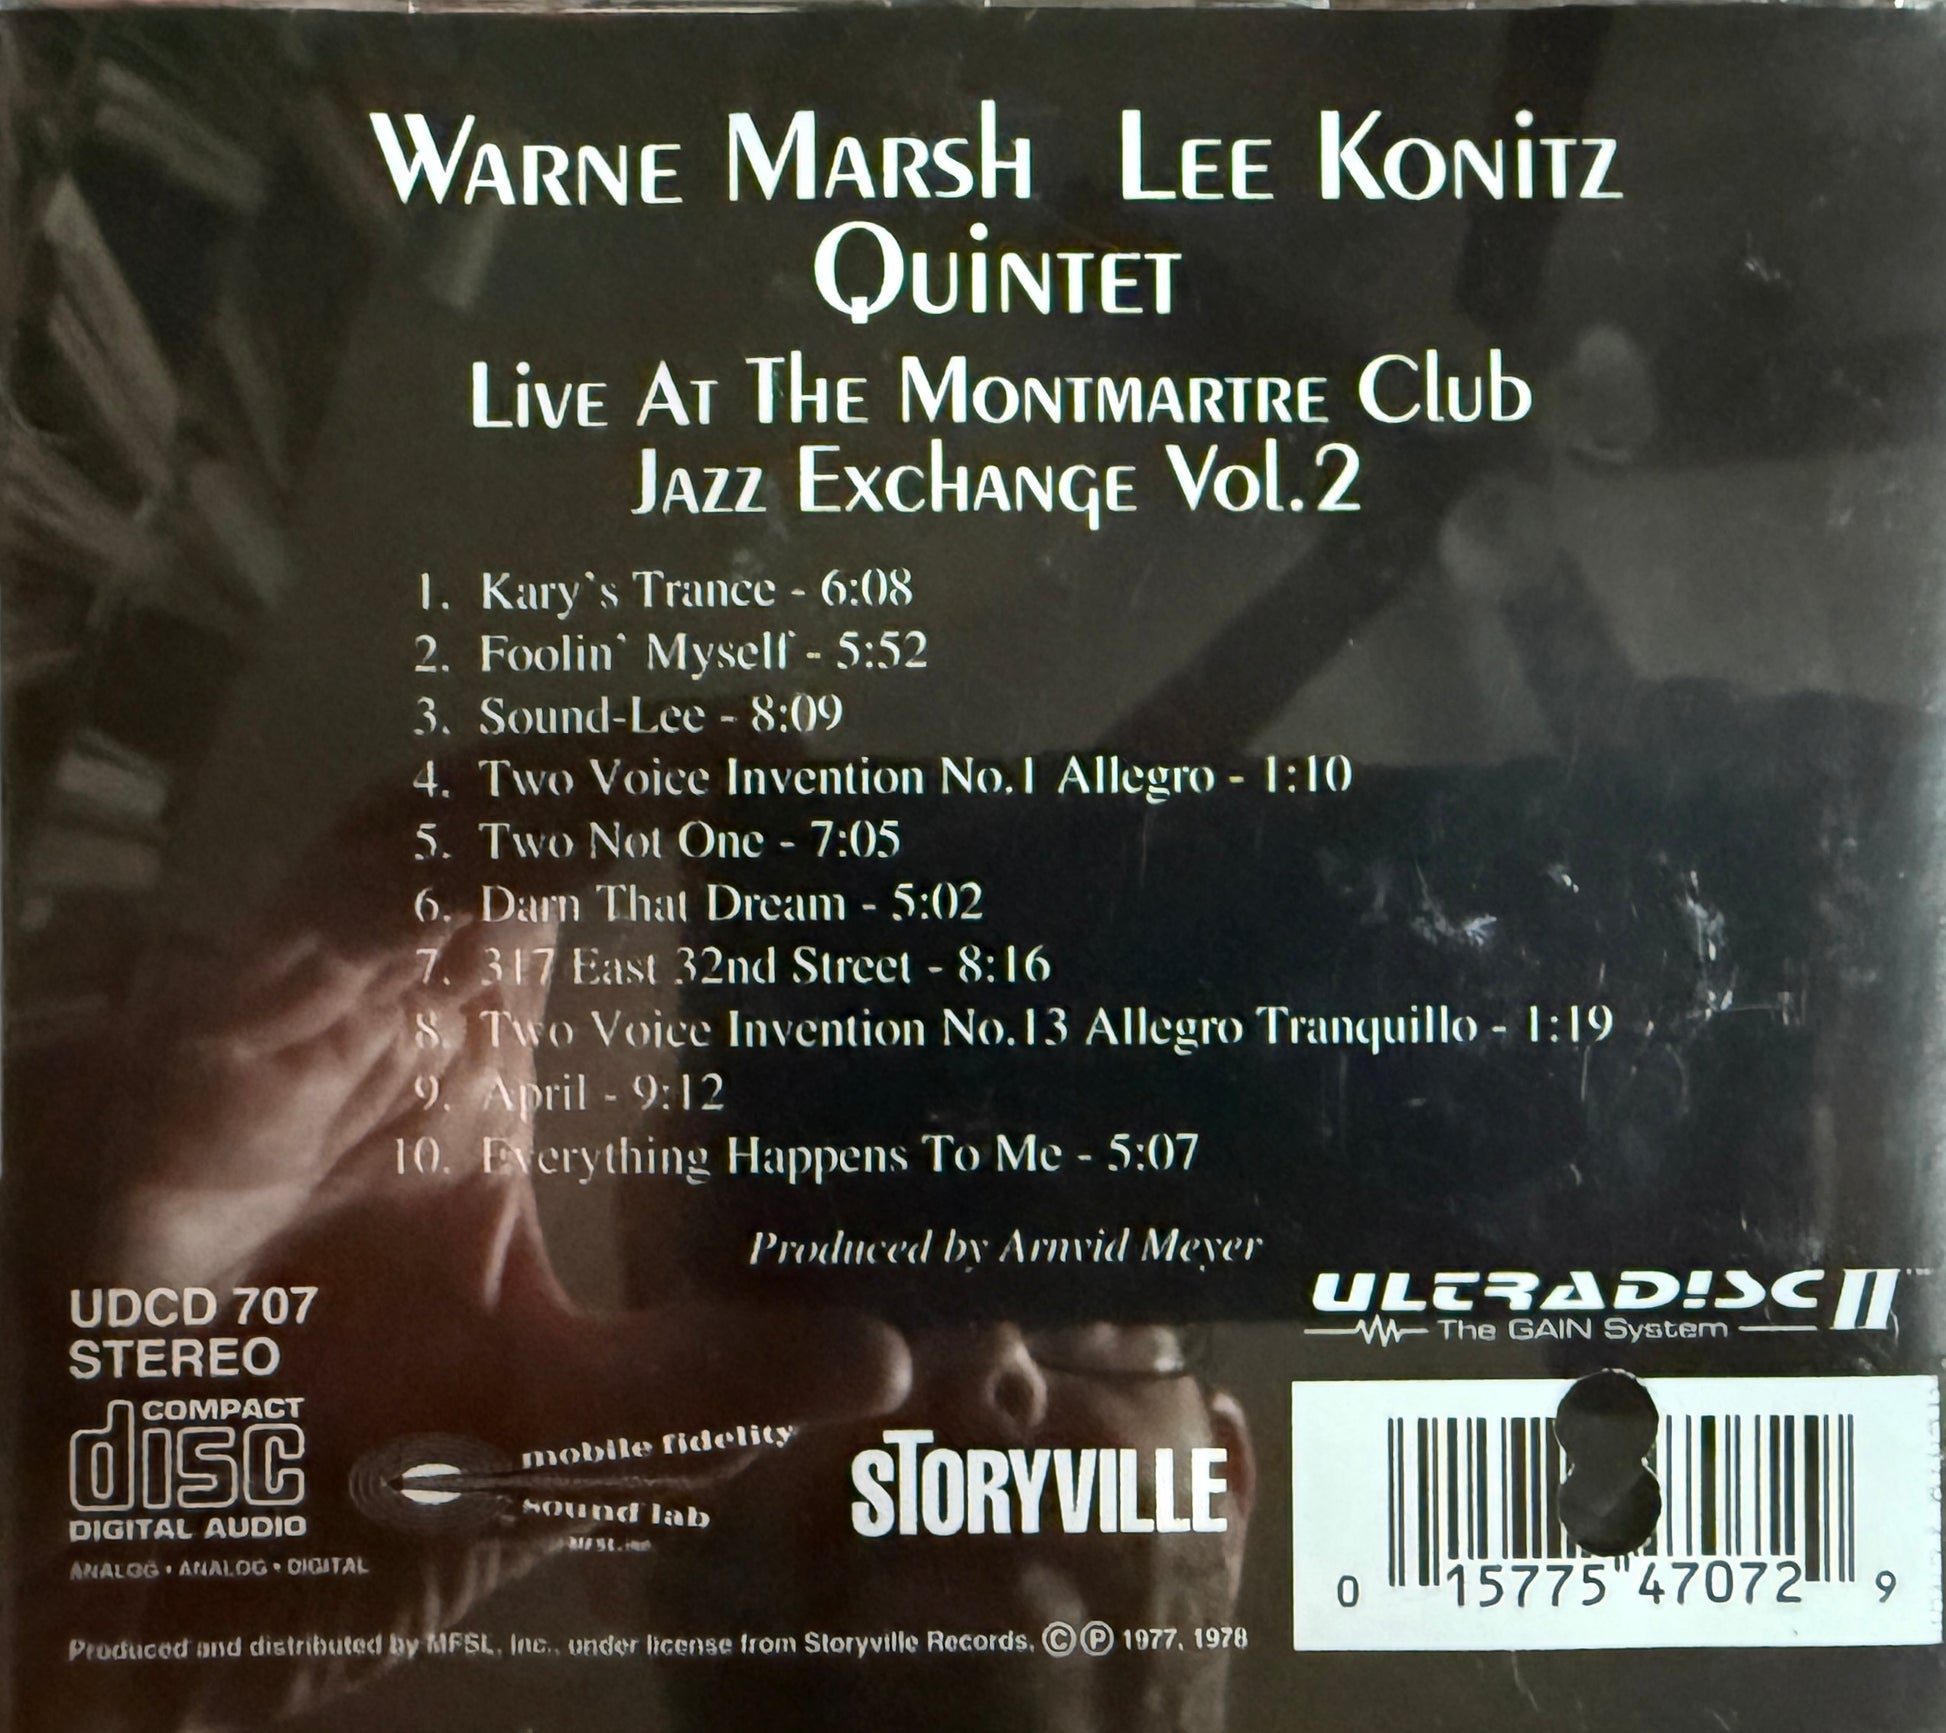 WARNE MARSH LEE KONITZ
QUINTET
LIVE AT THE MONTMARTRE CLUB
JAZZ EXCHANGE VOL.2
1. Kary's Trance - 6:08
2. Foolin' Myself - 5:52
3. Sound-Lee - 8:09
4. Two Voice Invention No.1 Allegro - 1:10
5. Two Not One - 7:05
6. Darn That Dream - 5:02
7. 317 East 32nd Street - 8:16
8. Two Voice Invention No.13 Allegro Tranquillo - 1:19
9. April - 9:12
10. Everything Happens To Me - 5:07
Produced by Arnvid Meyer
UDCD 707
STEREO
COMPACT
disc
DIGITAL AUDIO
ANALOG • ANALOG • DIGITAL
mobile fidelity
sound lab
MFSL, INC.
STORYVILLE
ULTRADISC II
The GAIN System
0 15775 47072 9
Produced and distributed by MFSL, Inc., under license from Storyville Records, ©℗ 1977, 1978